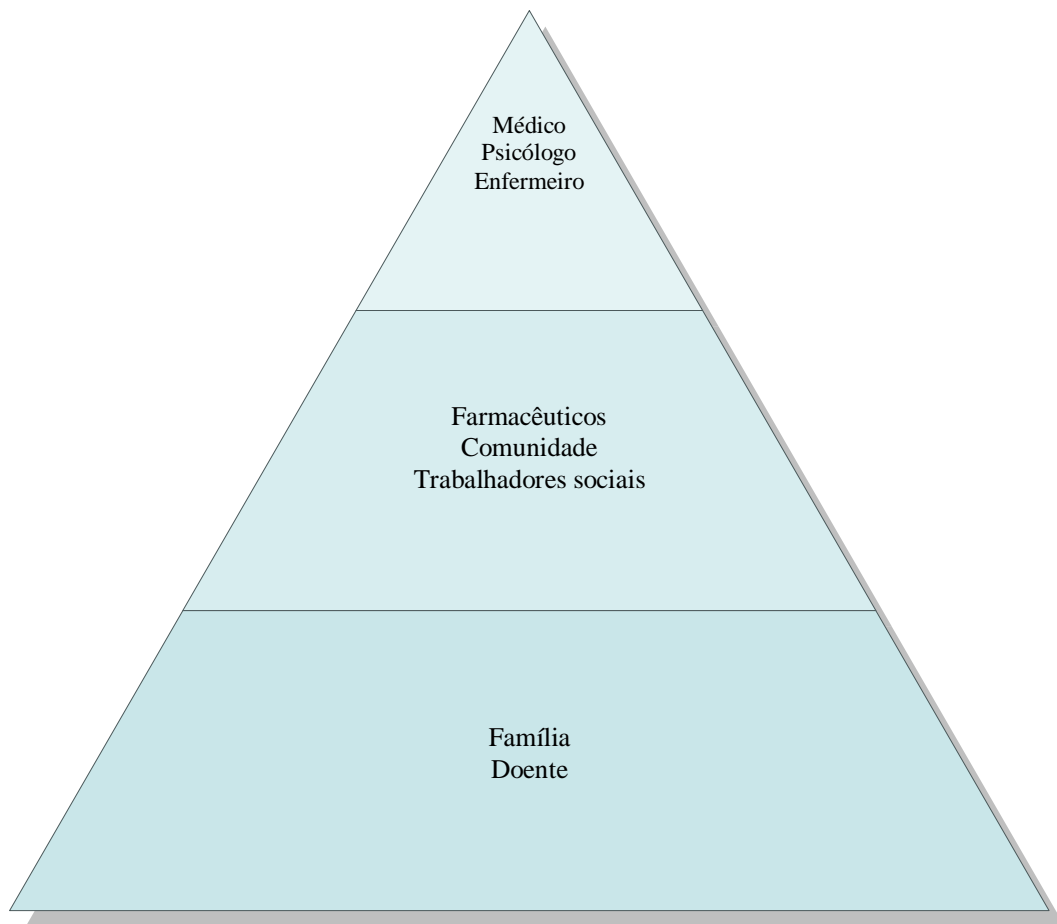 Médico
Psicólogo
Enfermeiro
Farmacêuticos
Comunidade
Trabalhadores sociais
Família
Doente